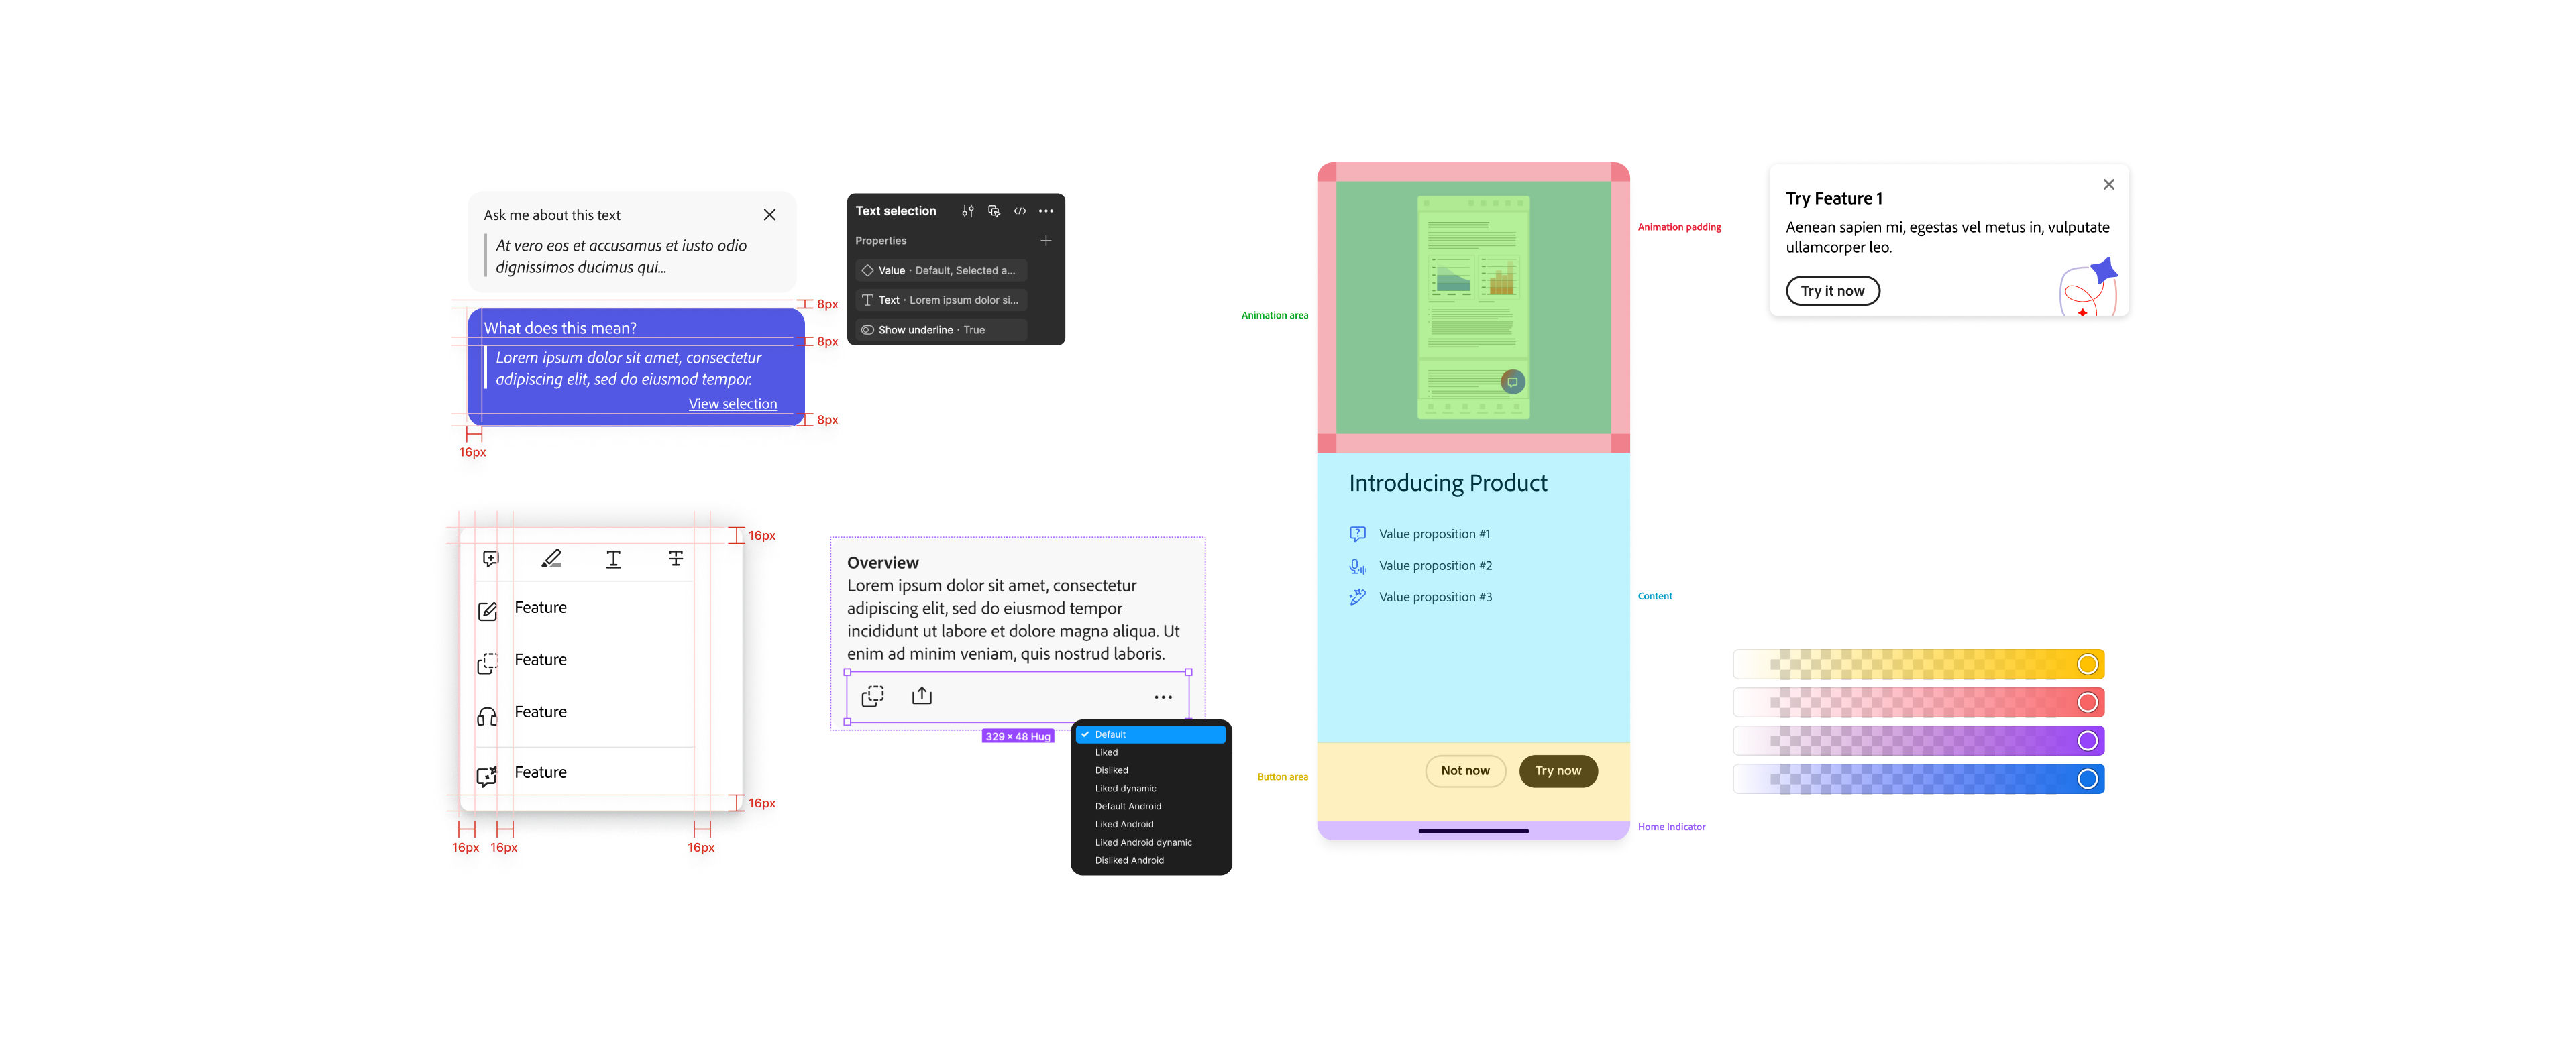 Ask me about this text
At vero eos et accusamus et iusto odio
dignissimos ducimus qui...
8px
What does this mean?
8px
Lorem ipsum dolor sit amet, consectetur
adipiscing elit, sed do eiusmod tempor.
View selection
8px
16px
Text selection
Properties
Value · Default, Selected a...
Text · Lorem ipsum dolor si...
Show underline · True
16px
Feature
Feature
Feature
Feature
16px
16px
16px
16px
Overview
Lorem ipsum dolor sit amet, consectetur
adipiscing elit, sed do eiusmod tempor
incididunt ut labore et dolore magna aliqua. Ut
enim ad minim veniam, quis nostrud laboris.
329 × 48 Hug
Default
Liked
Disliked
Liked dynamic
Default Android
Liked Android
Liked Android dynamic
Disliked Android
Animation padding
Animation area
Introducing Product
Value proposition #1
Value proposition #2
Value proposition #3
Content
Button area
Not now
Try now
Home Indicator
Try Feature 1
Aenean sapien mi, egestas vel metus in, vulputate
ullamcorper leo.
Try it now